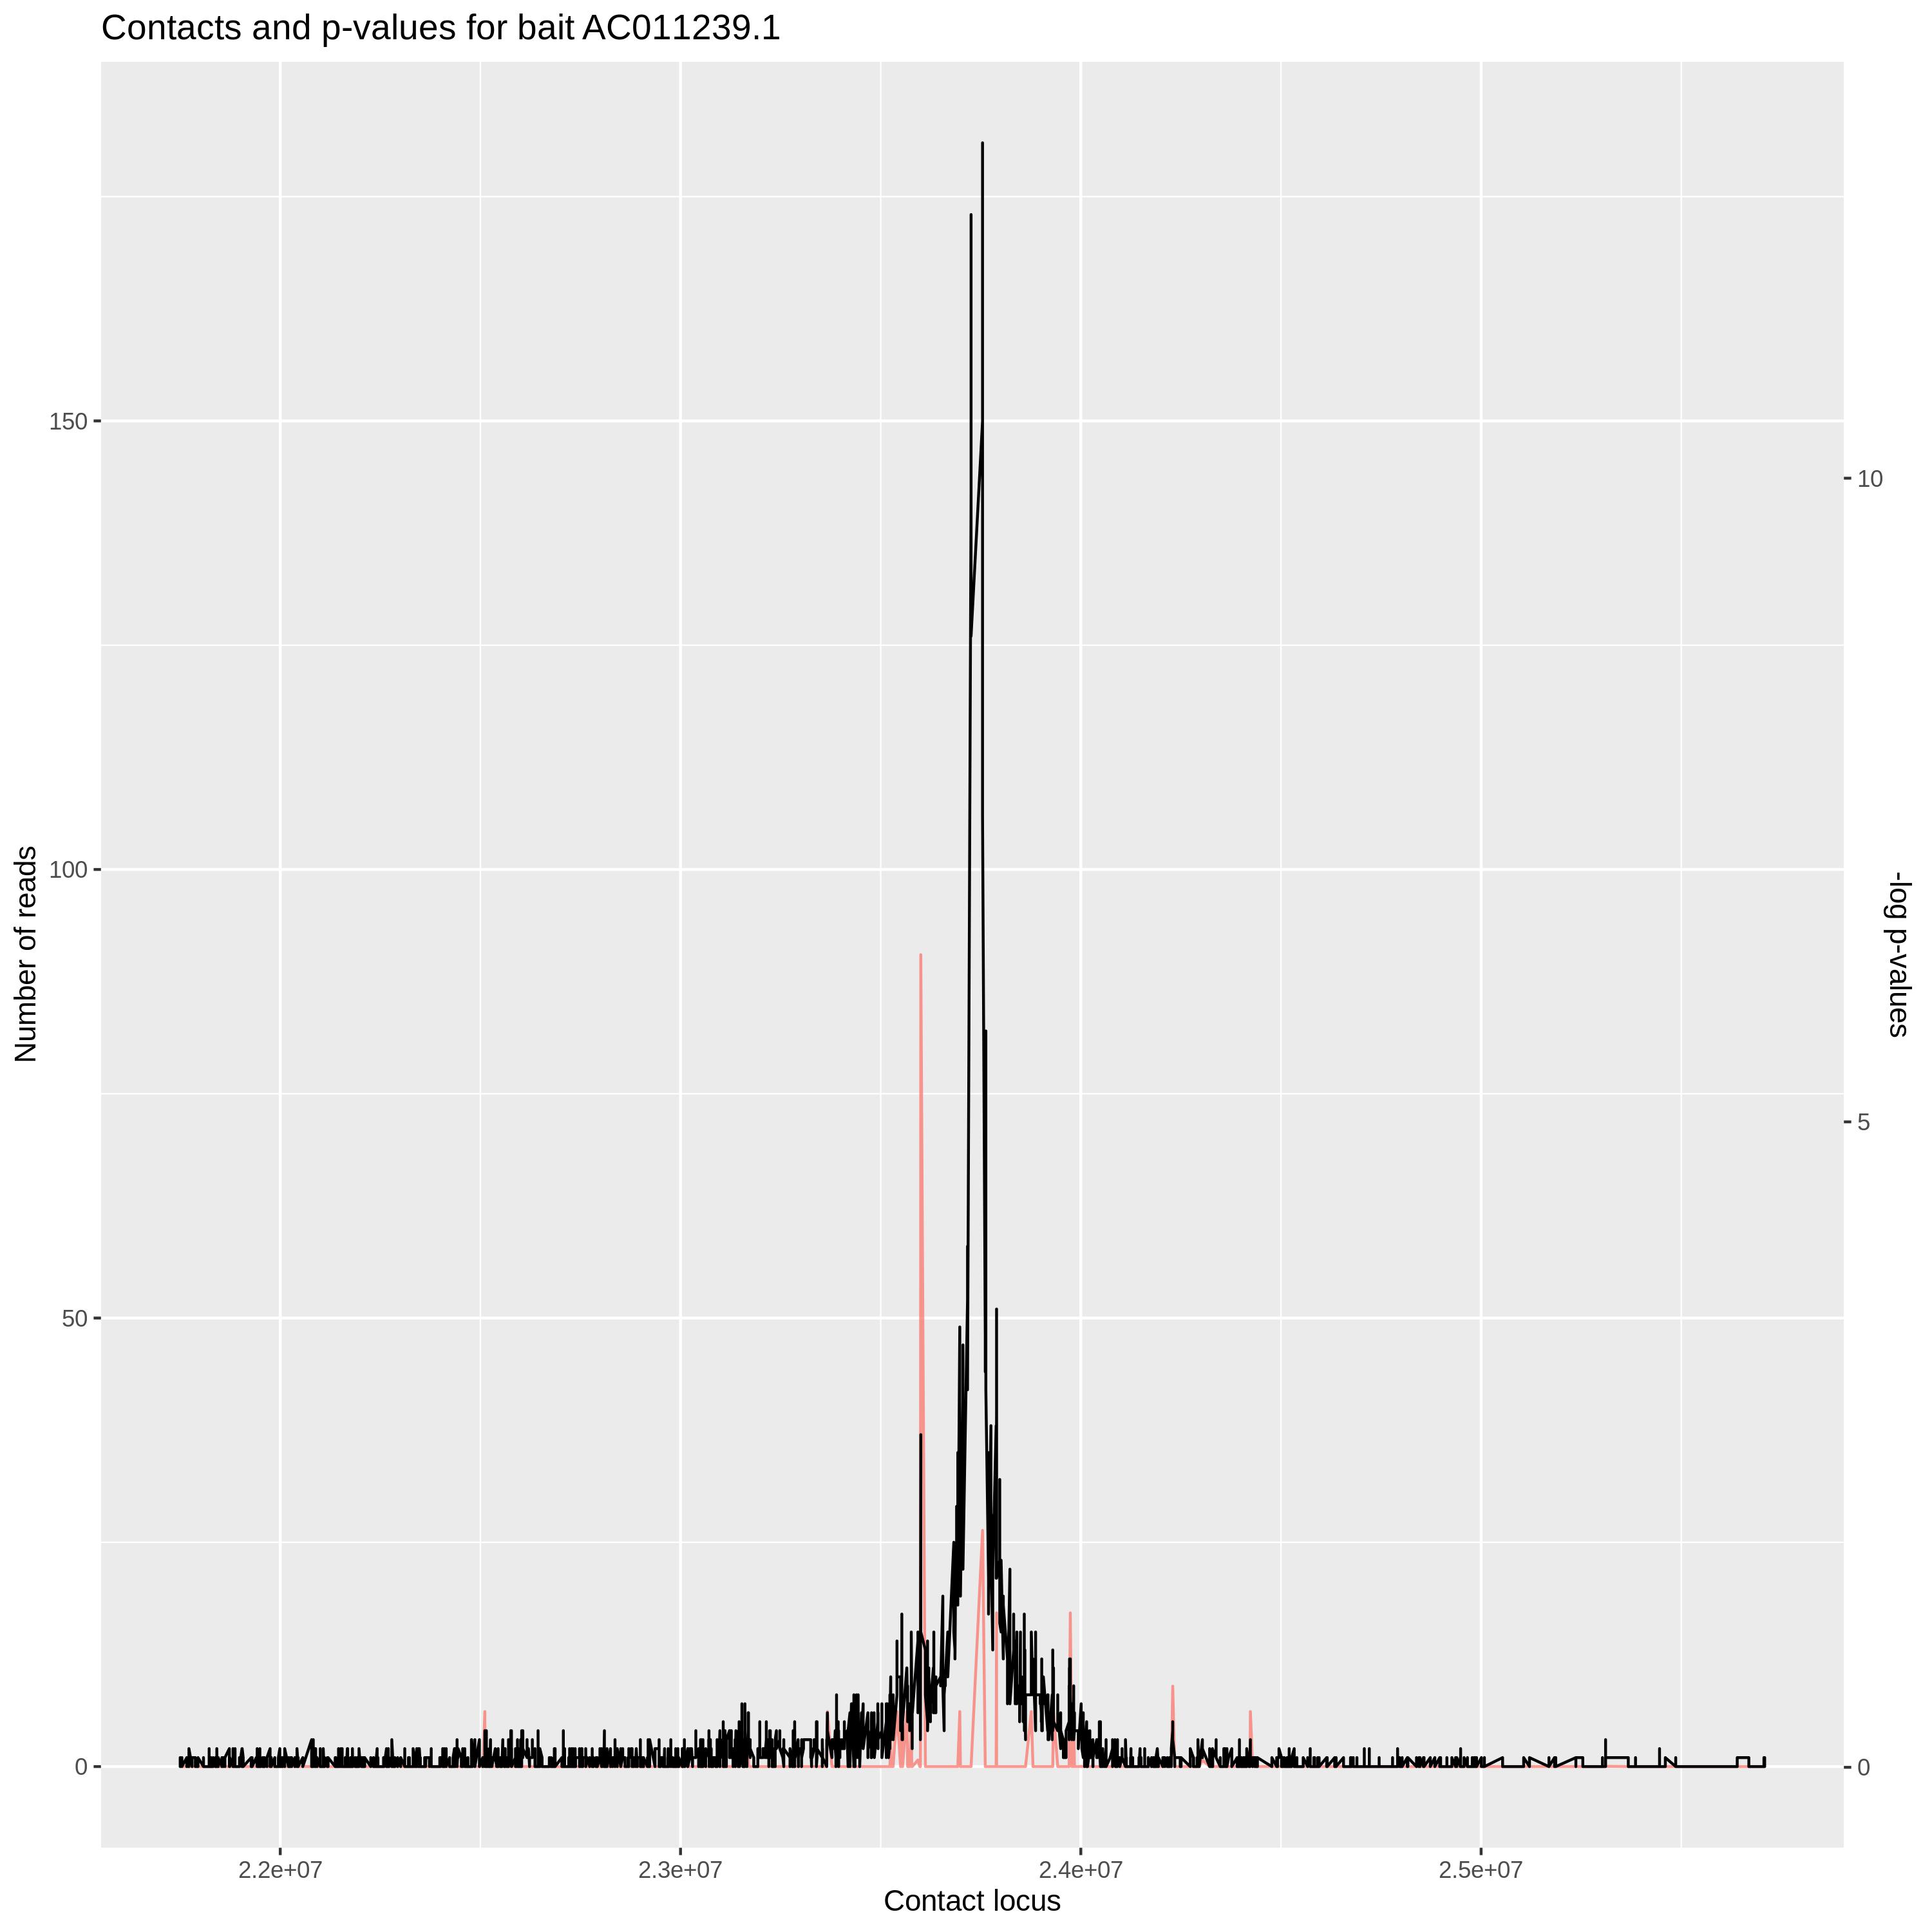 Contacts and p-values for bait AC011239.1
150
100
50
0
Number of reads
10
5
0
-log p-values
2.2e+07
2.3e+07
2.4e+07
2.5e+07
Contact locus